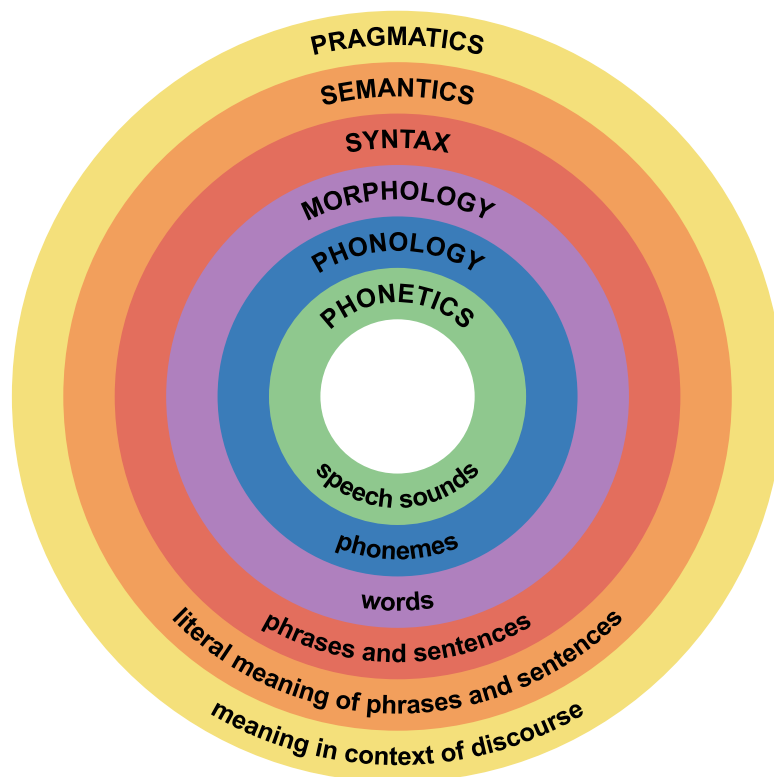 PRAGMATICS
SEMANTICS
SYNTAX
MORPHOLOGY
PHONOLOGY
PHONETICS
speech sounds
phonemes
words
phrases and sentences
literal meaning of phrases and sentences
meaning in context of discourse